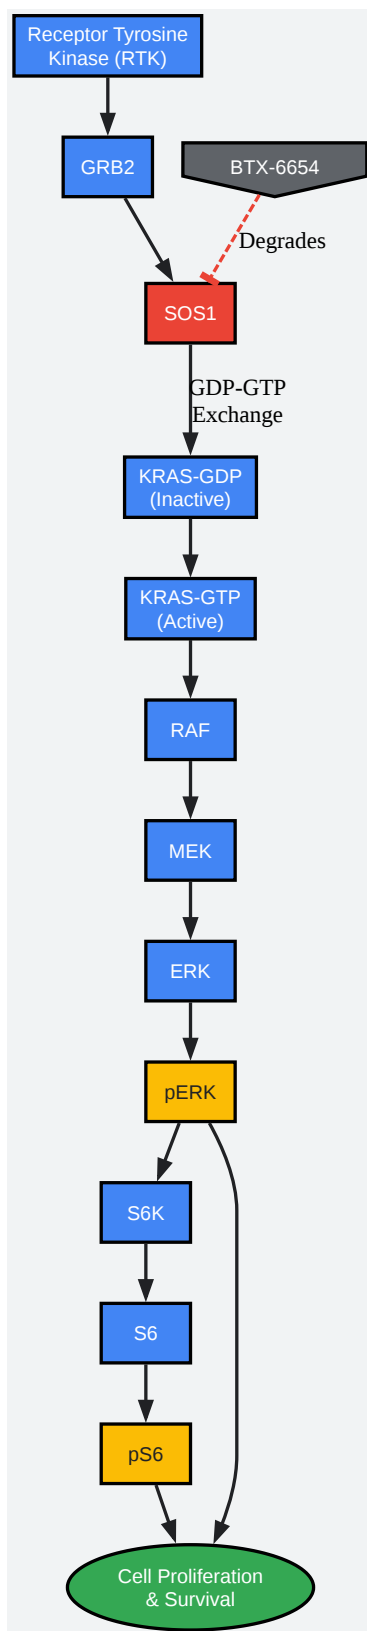 Receptor Tyrosine
Kinase (RTK)
GRB2
BTX-6654
Degrades
SOS1
GDP-GTP
Exchange
KRAS-GDP
(Inactive)
KRAS-GTP
(Active)
RAF
MEK
ERK
pERK
S6K
S6
pS6
Cell Proliferation
& Survival